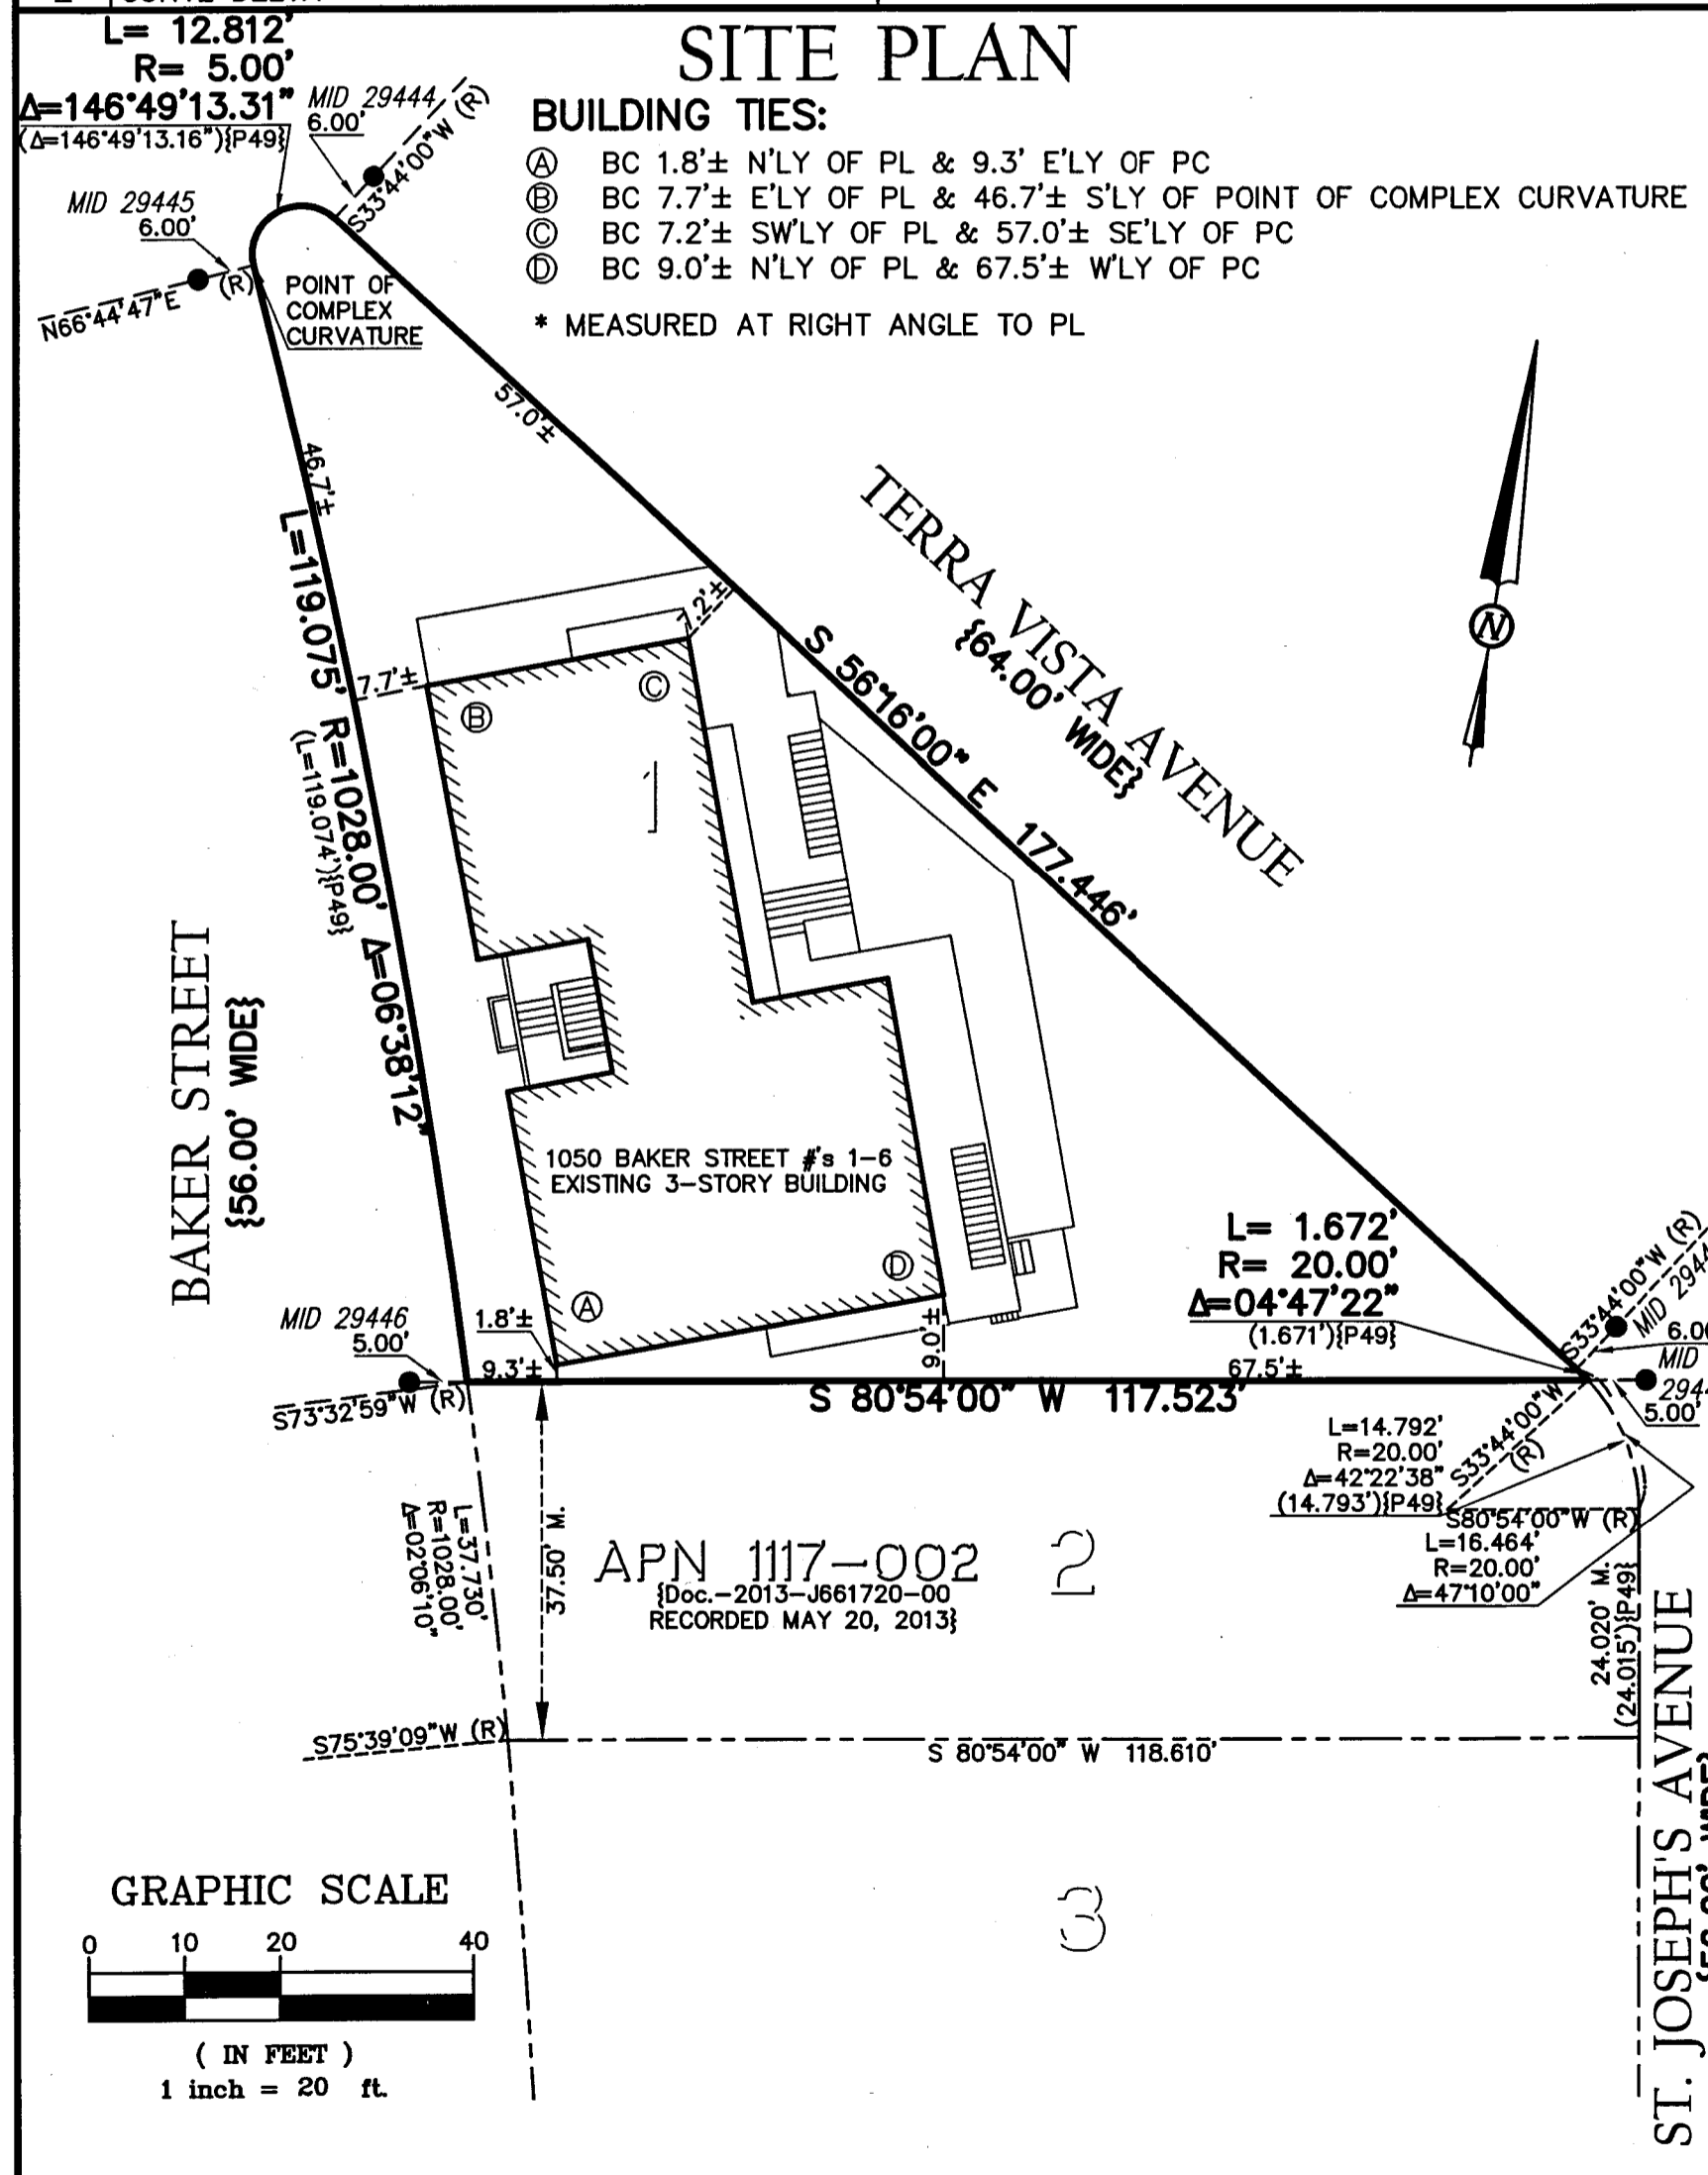 L= 12.812'
R= 5.00'
Δ=146°49'13.31"
(Δ=146°49'13.16"){P49}
SITE PLAN
MID 29444
6.00'
S33°44'00"W (R)
BUILDING TIES:
Ⓐ BC 1.8'± N'LY OF PL & 9.3' E'LY OF PC
Ⓑ BC 7.7'± E'LY OF PL & 46.7'± S'LY OF POINT OF COMPLEX CURVATURE
Ⓒ BC 7.2'± SW'LY OF PL & 57.0'± SE'LY OF PC
Ⓓ BC 9.0'± N'LY OF PL & 67.5'± W'LY OF PC
* MEASURED AT RIGHT ANGLE TO PL
MID 29445
6.00'
N66°44'47"E (R)
POINT OF
COMPLEX
CURVATURE
57.0'±
46.7'±
N
TERRA VISTA AVENUE
{64.00' WIDE}
S 56°16'00" E 177.446'
L=119.075' R=1028.00' Δ=06°38'12"
(L=119.074'){P49}
7.7'±
7.2'±
Ⓑ
Ⓒ
1
BAKER STREET
{56.00' WIDE}
1050 BAKER STREET #'s 1-6
EXISTING 3-STORY BUILDING
Ⓓ
Ⓐ
L= 1.672'
R= 20.00'
Δ=04°47'22"
(1.671'){P49}
S33°44'00"W (R)
MID
6.00
MID
5.00'
MID 29446
5.00'
S73°32'59"W (R)
1.8'±
9.3'±
9.0'±
67.5'±
S 80°54'00" W 117.523'
L=14.792'
R=20.00'
Δ=42°22'38"
(14.793'){P49}
S33°44'00"W
(R)
S80°54'00"W (R)
L=16.464'
R=20.00'
Δ=47°10'00"
L=37.730'
R=1028.00'
Δ=02°06'10"
37.50' M.
APN 1117-002
2
{Doc.-2013-J661720-00
RECORDED MAY 20, 2013}
24.020' M.
(24.015'){P49}
S75°39'09"W (R)
S 80°54'00" W 118.610'
ST. JOSEPH'S AVENUE
3
GRAPHIC SCALE
0 10 20 40
( IN FEET )
1 inch = 20 ft.